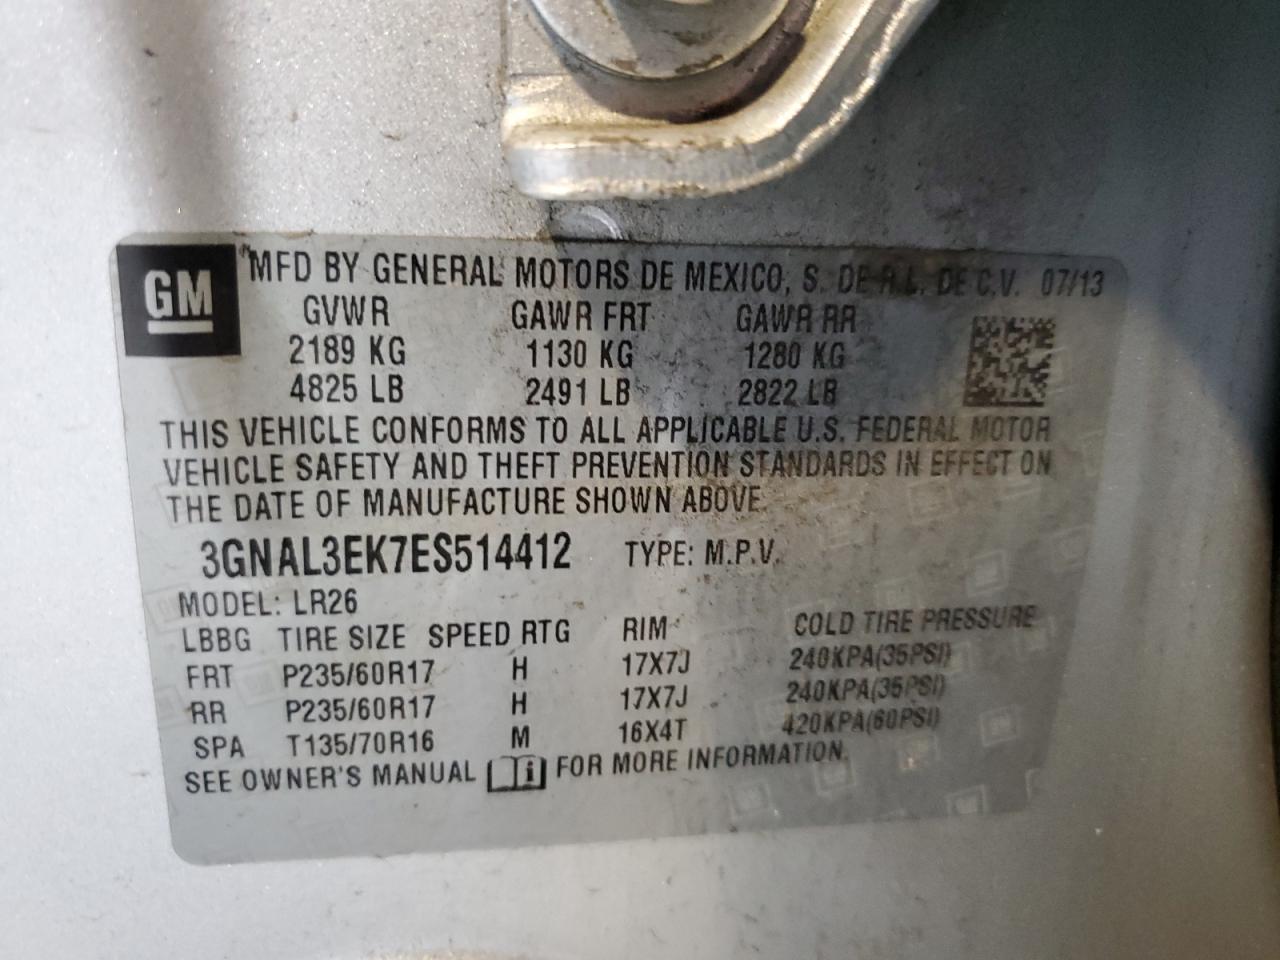 GM
MFD BY GENERAL MOTORS DE MEXICO, S. DE R.L. DE C.V. 07/13
GVWR GAWR FRT GAWR RR
2189 KG 1130 KG 1280 KG
4825 LB 2491 LB 2822 LB
THIS VEHICLE CONFORMS TO ALL APPLICABLE U.S. FEDERAL MOTOR
VEHICLE SAFETY AND THEFT PREVENTION STANDARDS IN EFFECT ON
THE DATE OF MANUFACTURE SHOWN ABOVE.
3GNAL3EK7ES514412 TYPE: M.P.V.
MODEL: LR26
LBBG TIRE SIZE SPEED RTG RIM COLD TIRE PRESSURE
FRT P235/60R17 H 17X7J 240KPA(35PSI)
RR P235/60R17 H 17X7J 240KPA(35PSI)
SPA T135/70R16 M 16X4T 420KPA(60PSI)
SEE OWNER'S MANUAL i FOR MORE INFORMATION.